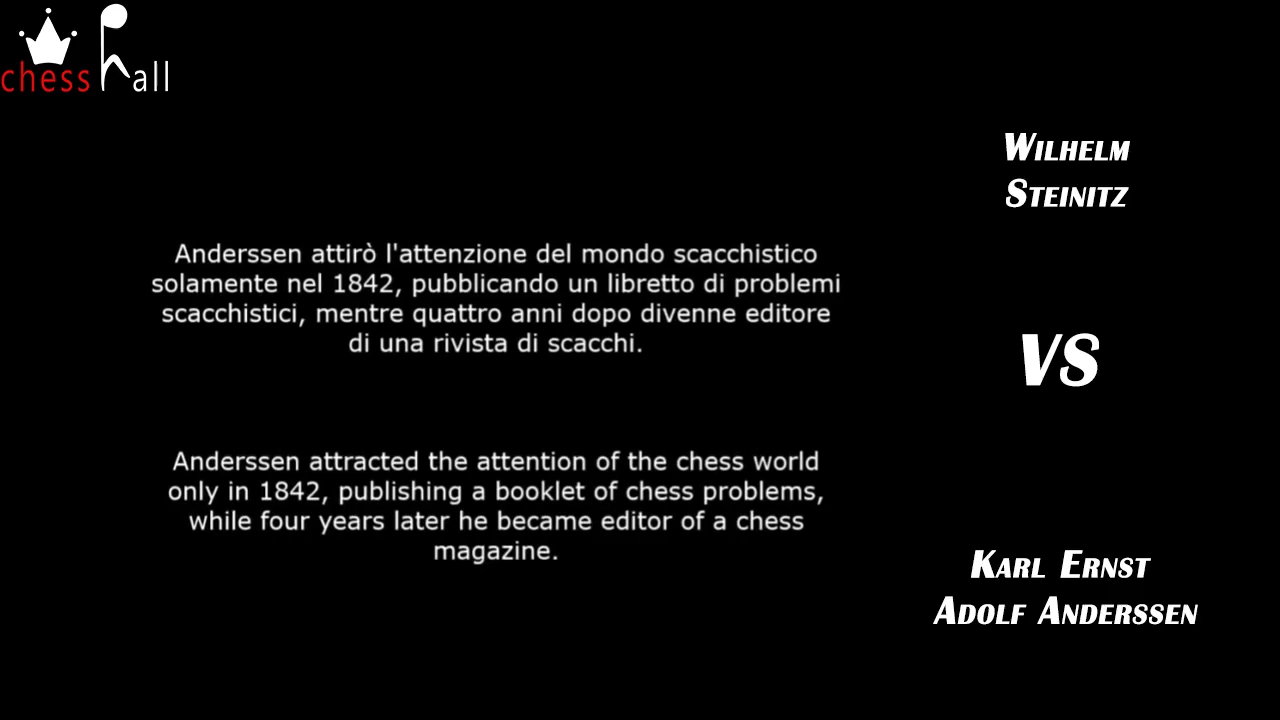 chess hall
Wilhelm
Steinitz
Anderssen attirò l'attenzione del mondo scacchistico
solamente nel 1842, pubblicando un libretto di problemi
scacchistici, mentre quattro anni dopo divenne editore
di una rivista di scacchi.
VS
Anderssen attracted the attention of the chess world
only in 1842, publishing a booklet of chess problems,
while four years later he became editor of a chess
magazine.
Karl Ernst
Adolf Anderssen